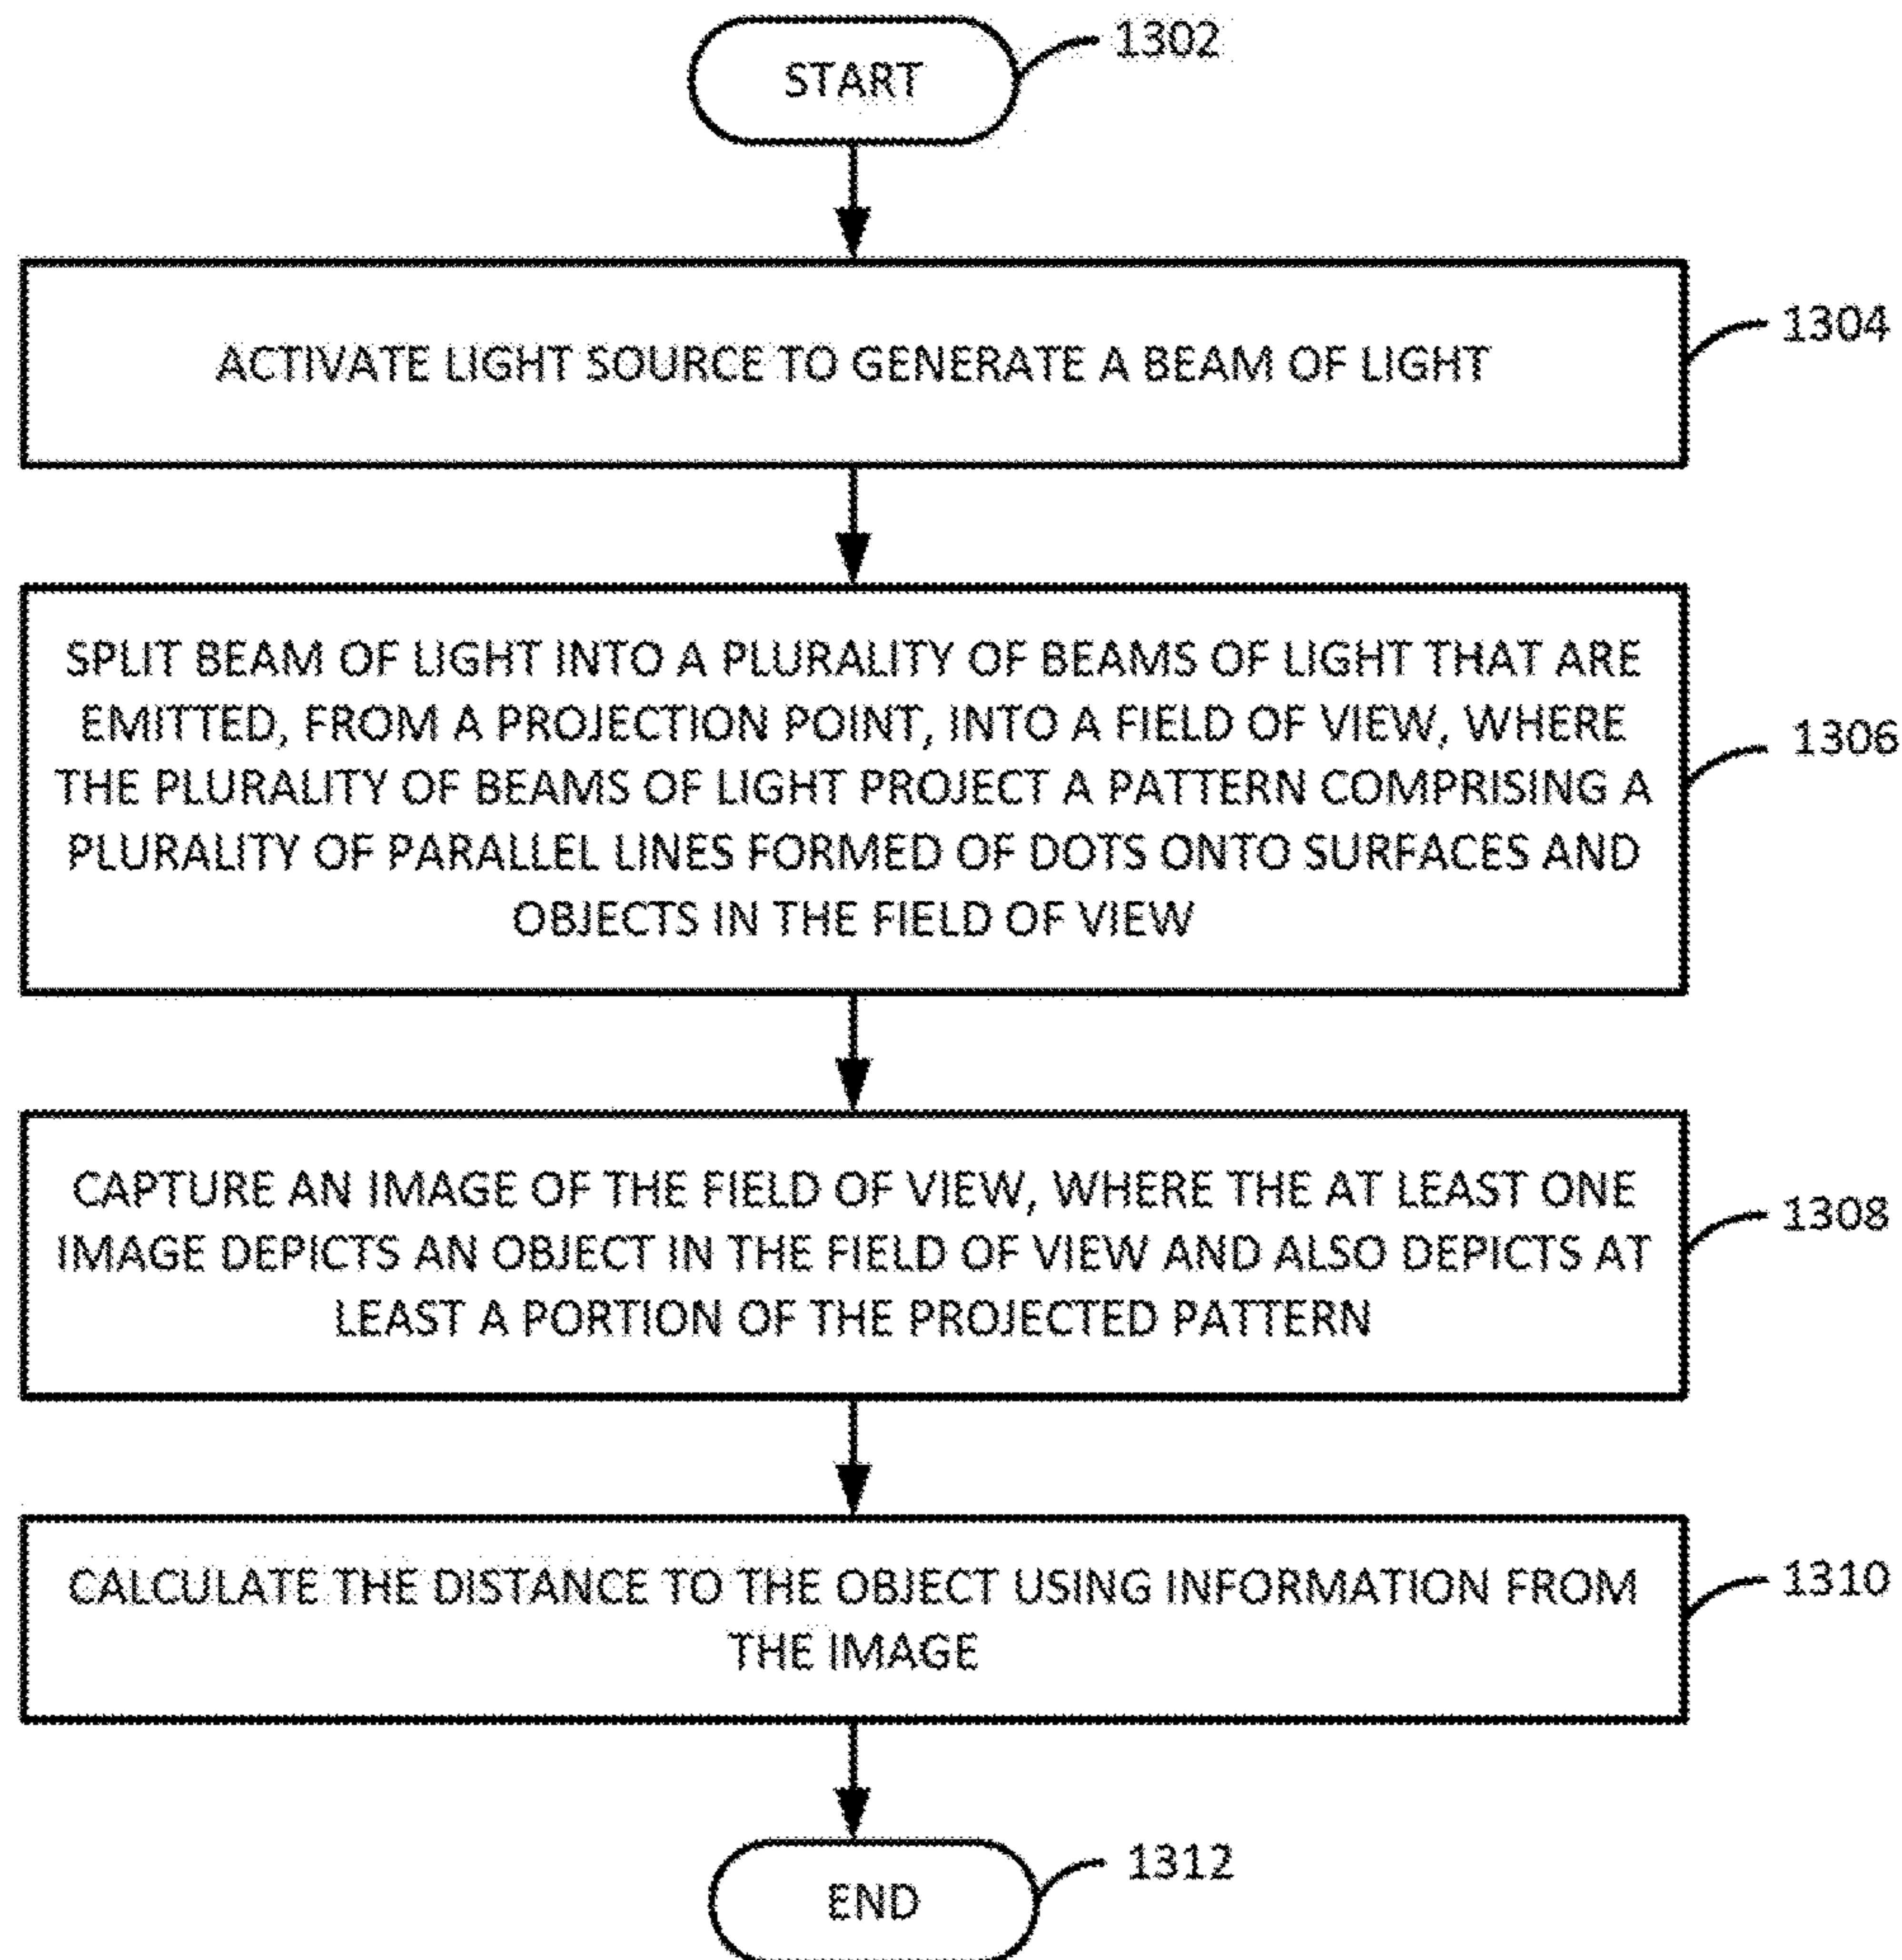 START
1302
ACTIVATE LIGHT SOURCE TO GENERATE A BEAM OF LIGHT
1304
SPLIT BEAM OF LIGHT INTO A PLURALITY OF BEAMS OF LIGHT THAT ARE
EMITTED, FROM A PROJECTION POINT, INTO A FIELD OF VIEW, WHERE
THE PLURALITY OF BEAMS OF LIGHT PROJECT A PATTERN COMPRISING A
PLURALITY OF PARALLEL LINES FORMED OF DOTS ONTO SURFACES AND
OBJECTS IN THE FIELD OF VIEW
1306
CAPTURE AN IMAGE OF THE FIELD OF VIEW, WHERE THE AT LEAST ONE
IMAGE DEPICTS AN OBJECT IN THE FIELD OF VIEW AND ALSO DEPICTS AT
LEAST A PORTION OF THE PROJECTED PATTERN
1308
CALCULATE THE DISTANCE TO THE OBJECT USING INFORMATION FROM
THE IMAGE
1310
END
1312